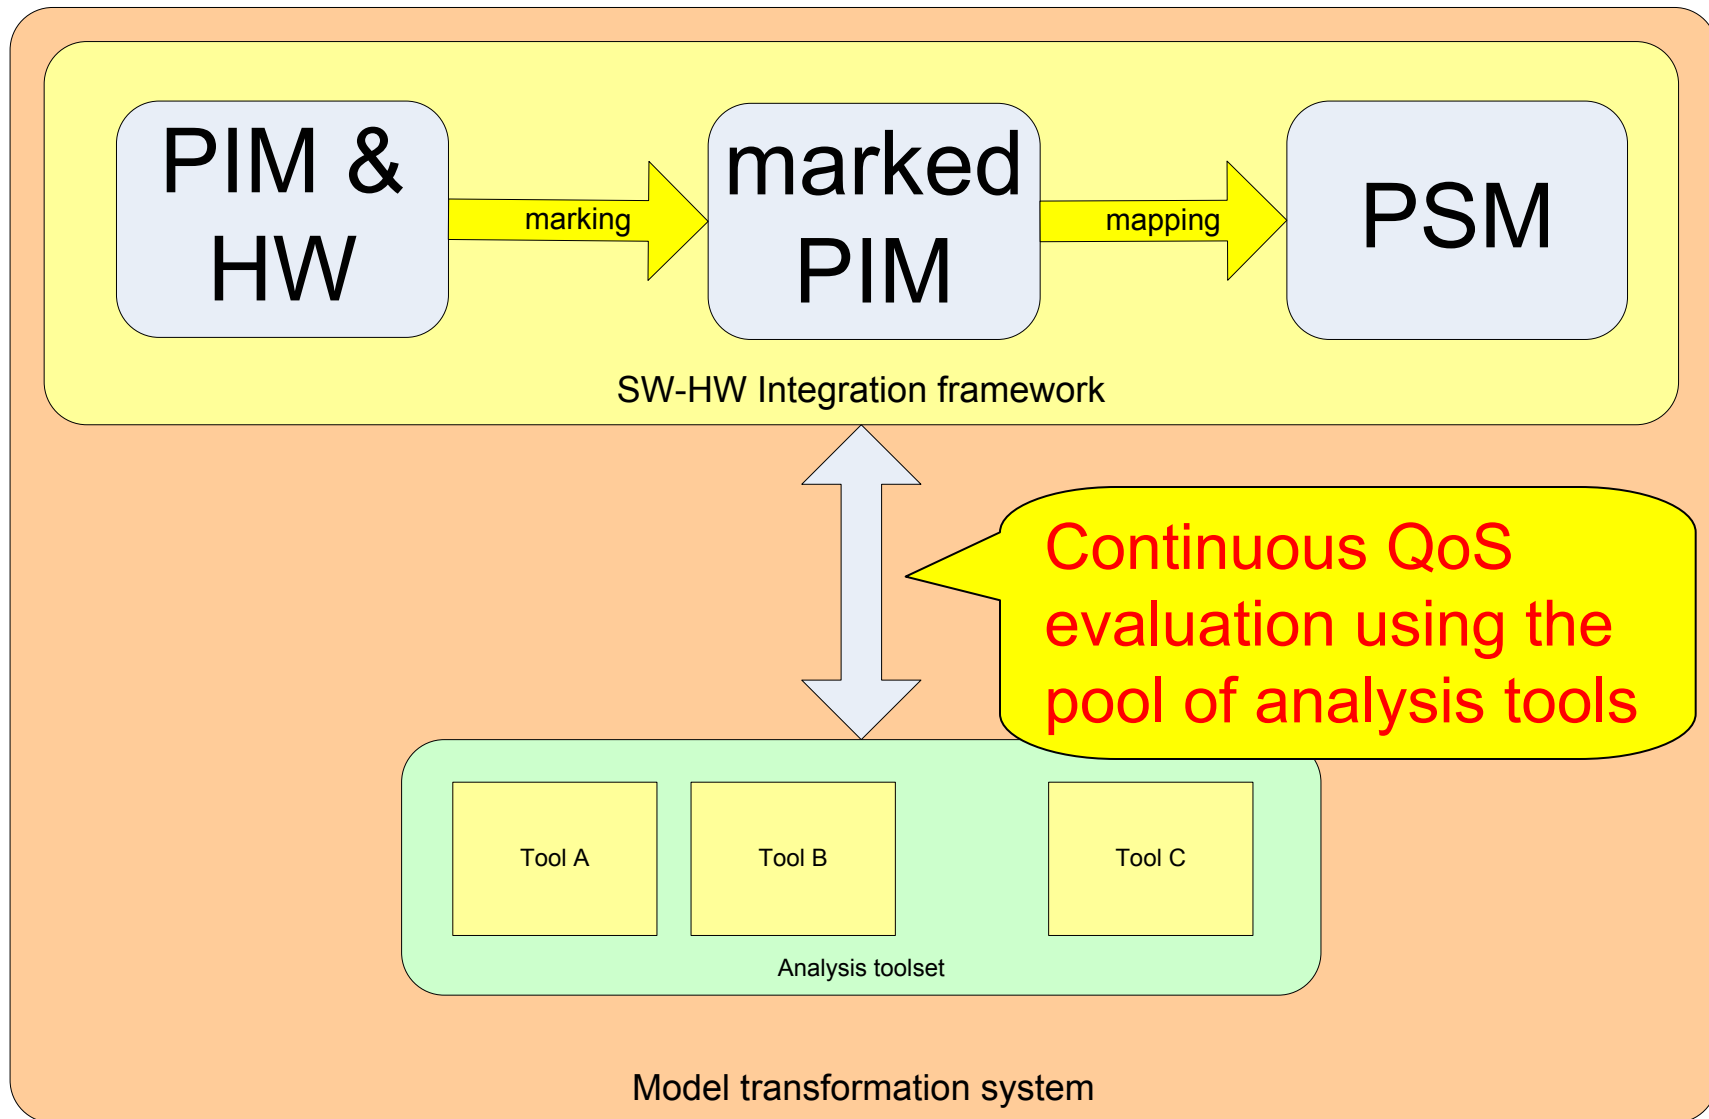 PIM &
HW
marking
marked
PIM
mapping
PSM
SW-HW Integration framework
Continuous QoS
evaluation using the
pool of analysis tools
Tool A
Tool B
Tool C
Analysis toolset
Model transformation system